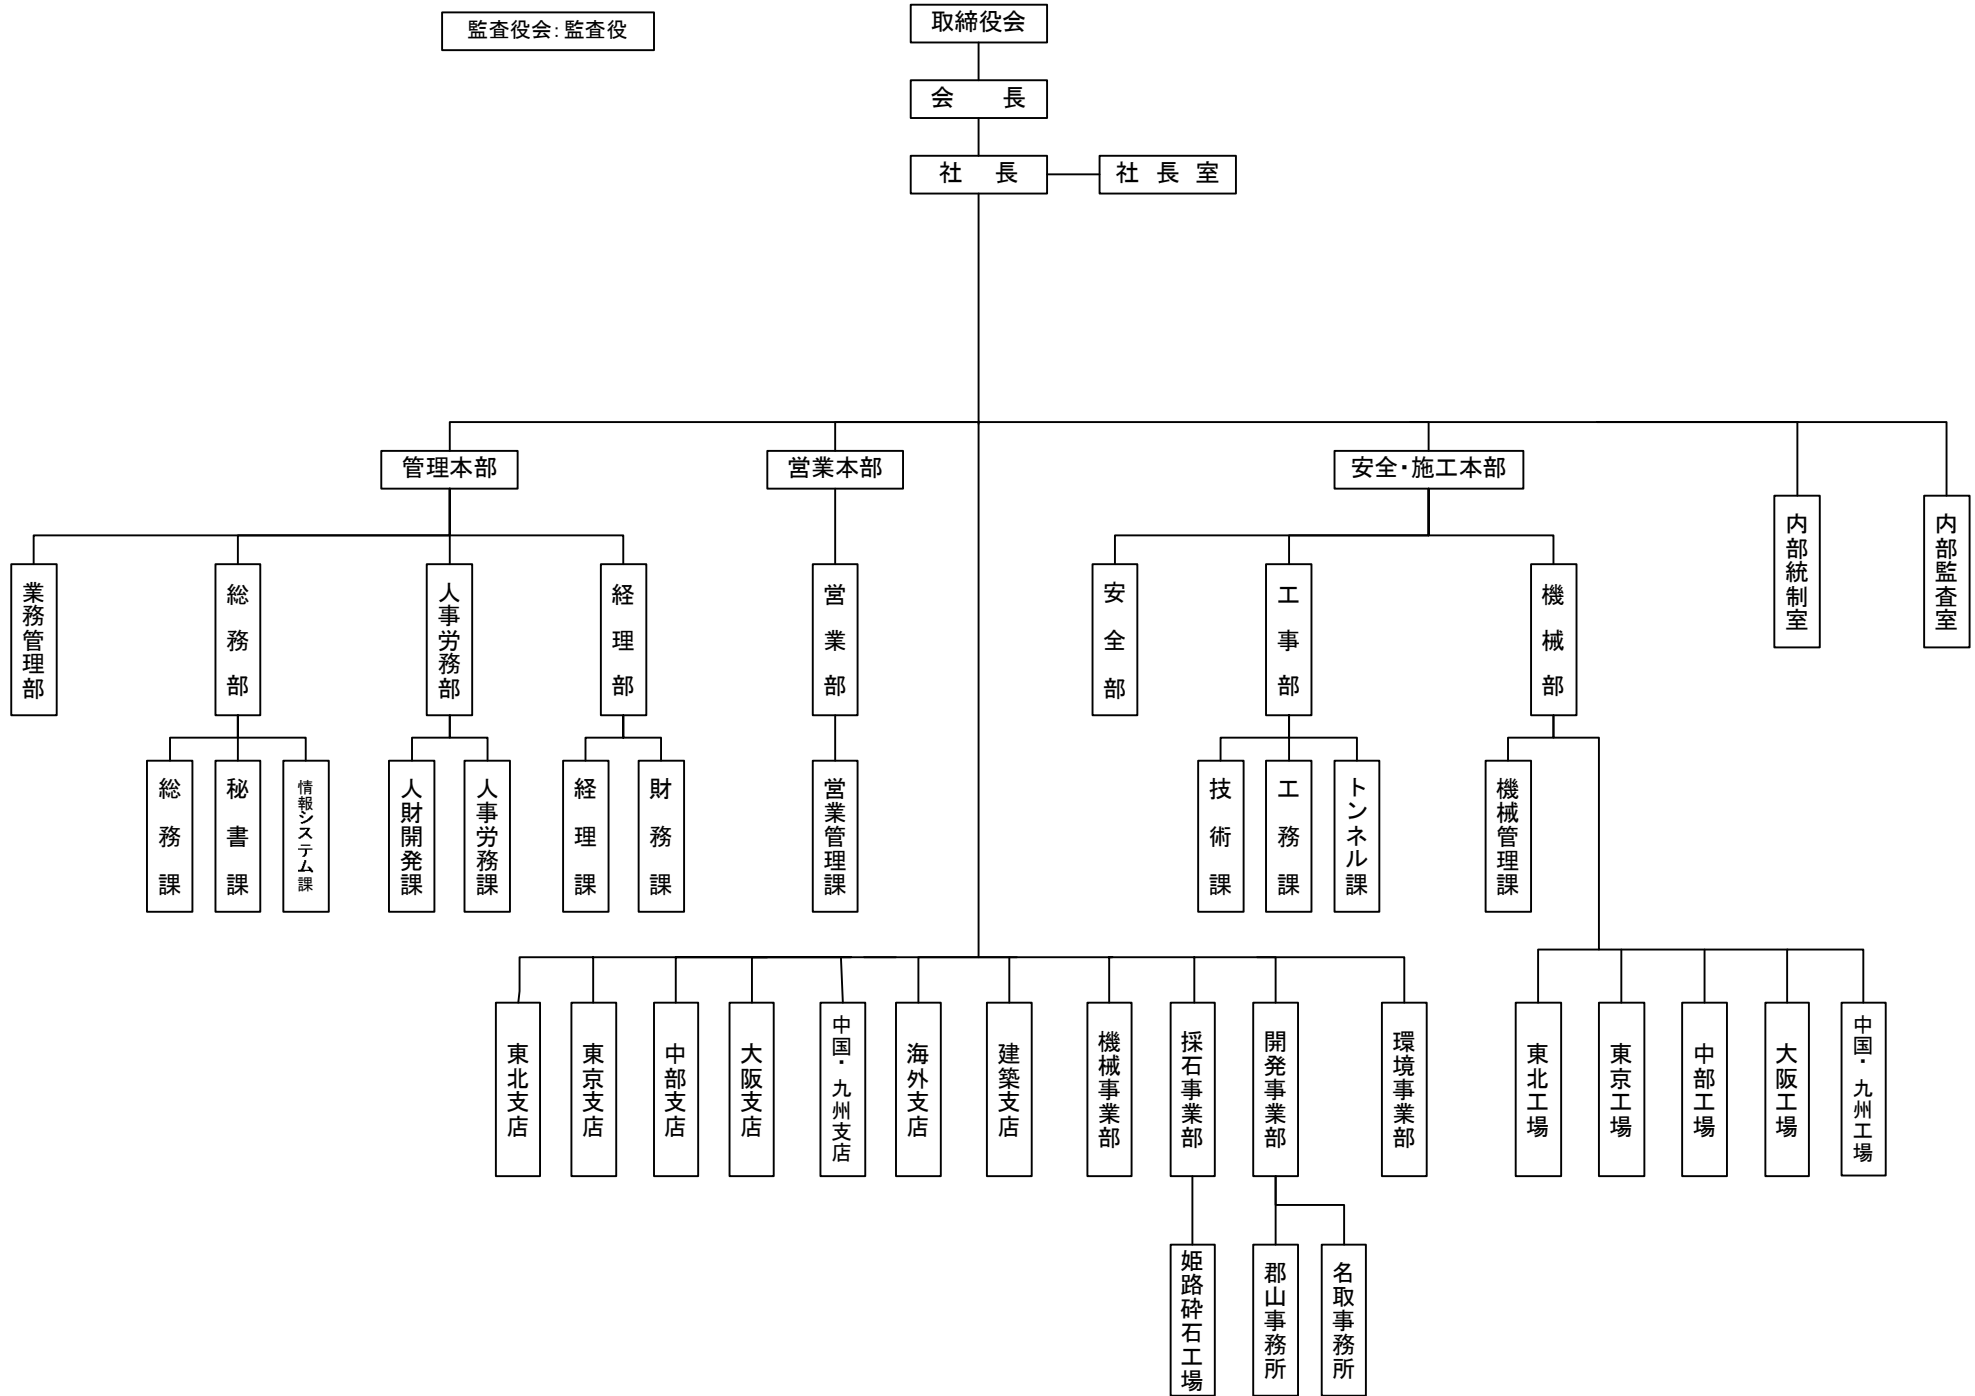 監査役会:監査役
取締役会
会 長
社 長
社 長 室
管理本部
営業本部
安全・施工本部
内部統制室
内部監査室
業務管理部
総務部
人事労務部
経理部
営業部
安全部
工事部
機械部
総務課
秘書課
情報システム課
人財開発課
人事労務課
経理課
財務課
営業管理課
技術課
工務課
トンネル課
機械管理課
東北支店
東京支店
中部支店
大阪支店
中国・九州支店
海外支店
建築支店
機械事業部
採石事業部
開発事業部
環境事業部
東北工場
東京工場
中部工場
大阪工場
中国・九州工場
姫路砕石工場
郡山事務所
名取事務所